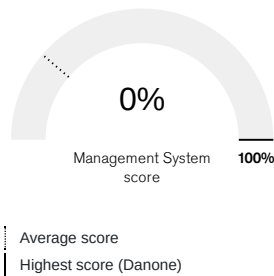 0%
Management System
score
100%
Average score
Highest score (Danone)